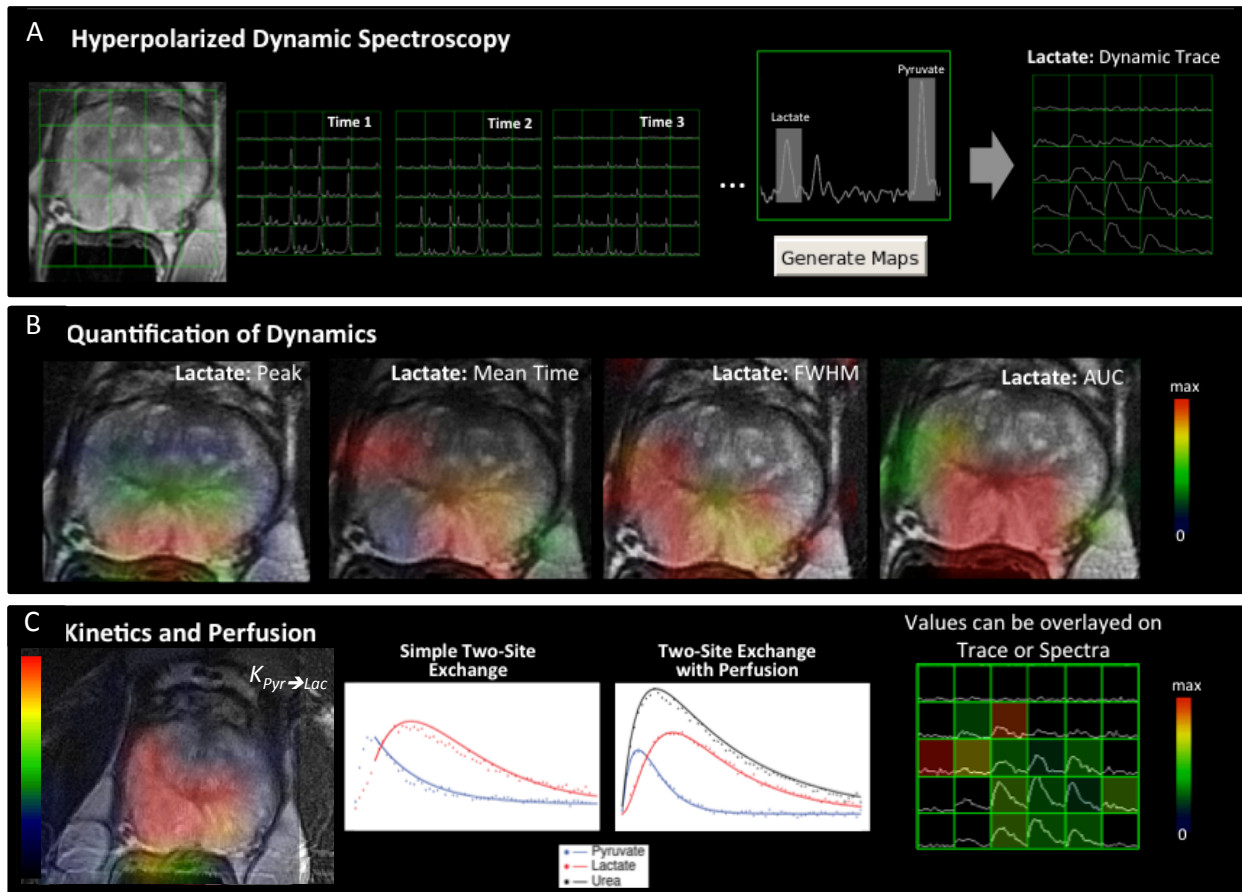 A
Hyperpolarized Dynamic Spectroscopy
Time 1
Time 2
Time 3
...
Lactate
Pyruvate
Generate Maps
Lactate: Dynamic Trace
B
Quantification of Dynamics
Lactate: Peak
Lactate: Mean Time
Lactate: FWHM
Lactate: AUC
max
0
C
Kinetics and Perfusion
K Pyr➔Lac
Simple Two-Site
Exchange
Two-Site Exchange
with Perfusion
Pyruvate
Lactate
Urea
Values can be overlayed on
Trace or Spectra
max
0